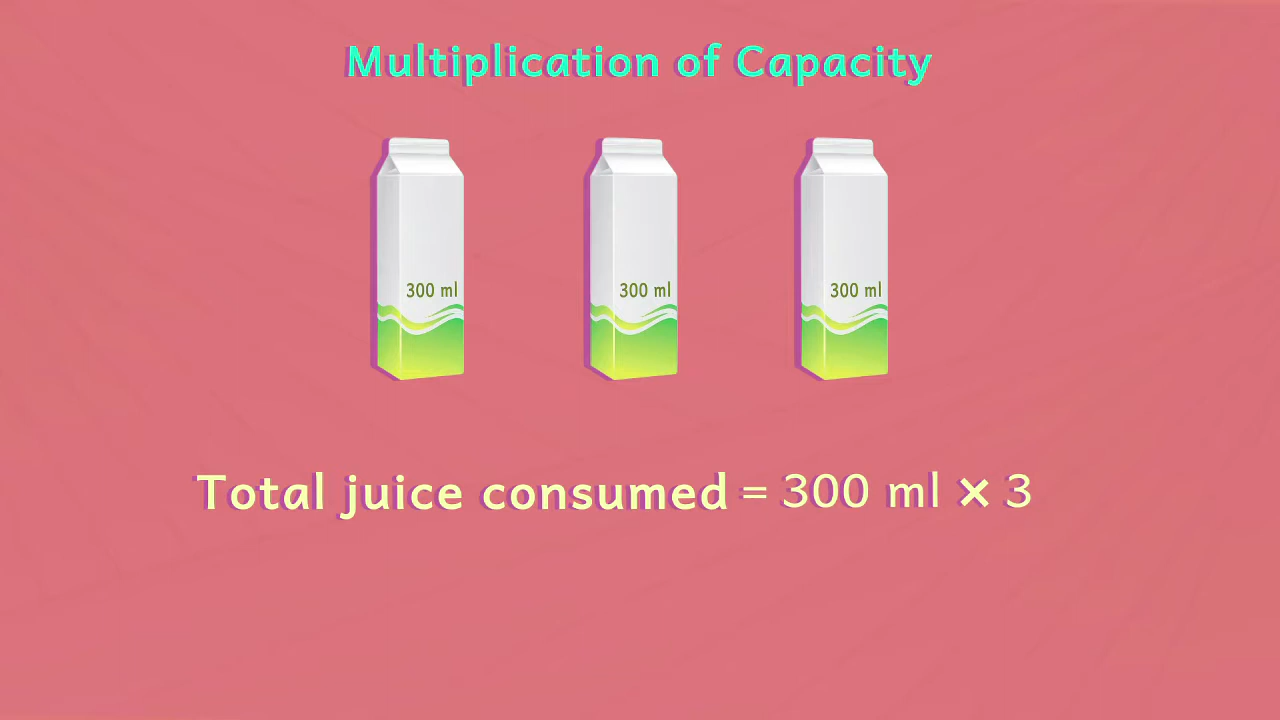 Multiplication of Capacity
300 ml 300 ml 300 ml
Total juice consumed = 300 ml × 3